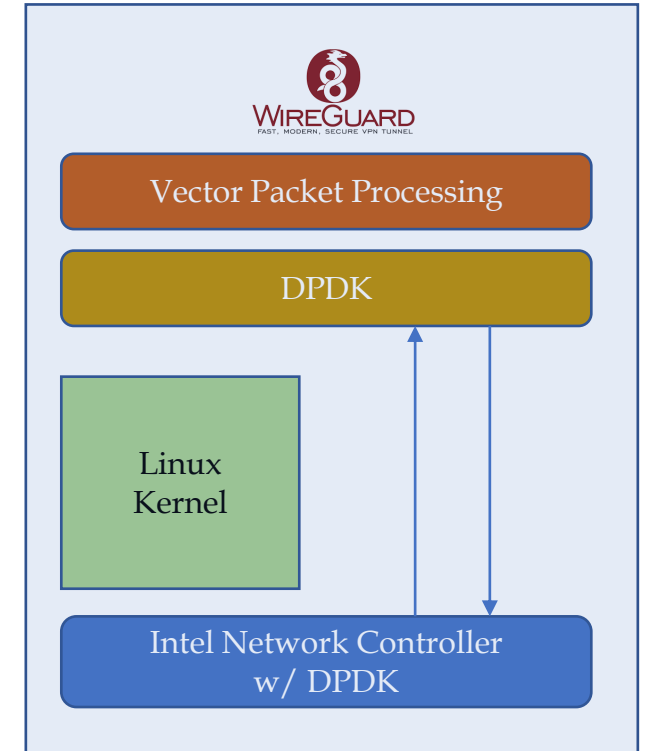 WIREGUARD
FAST, MODERN, SECURE VPN TUNNEL
Vector Packet Processing
DPDK
Linux
Kernel
Intel Network Controller
w/ DPDK